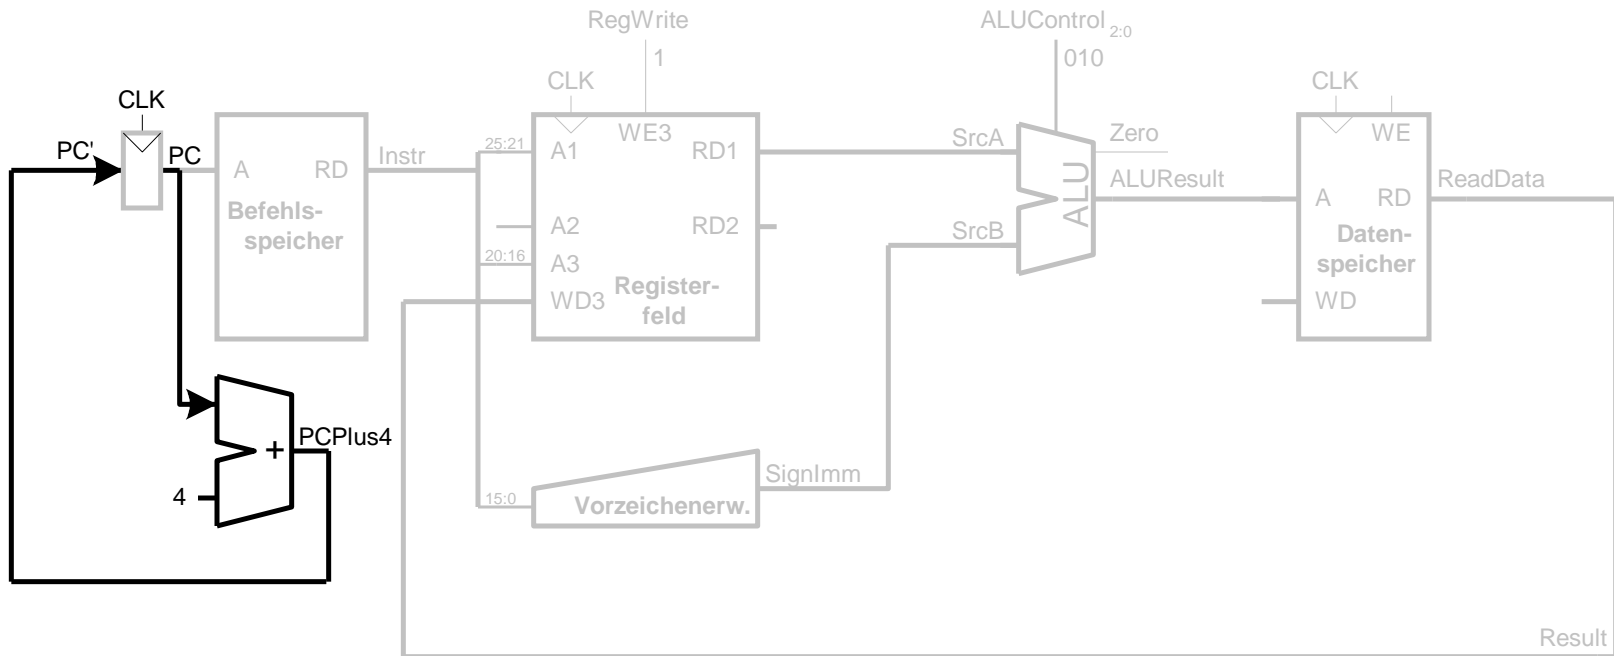 RegWrite
ALUControl 2:0
1
010
CLK
CLK
CLK
PC'
PC
A
RD
Instr
Befehls-
speicher
25:21
A1
WE3
RD1
A2
RD2
20:16
A3
WD3
Register-
feld
SrcA
SrcB
ALU
Zero
ALUResult
WE
A
RD
ReadData
Daten-
speicher
WD
PCPlus4
+
4
15:0
Vorzeichenerw.
SignImm
Result